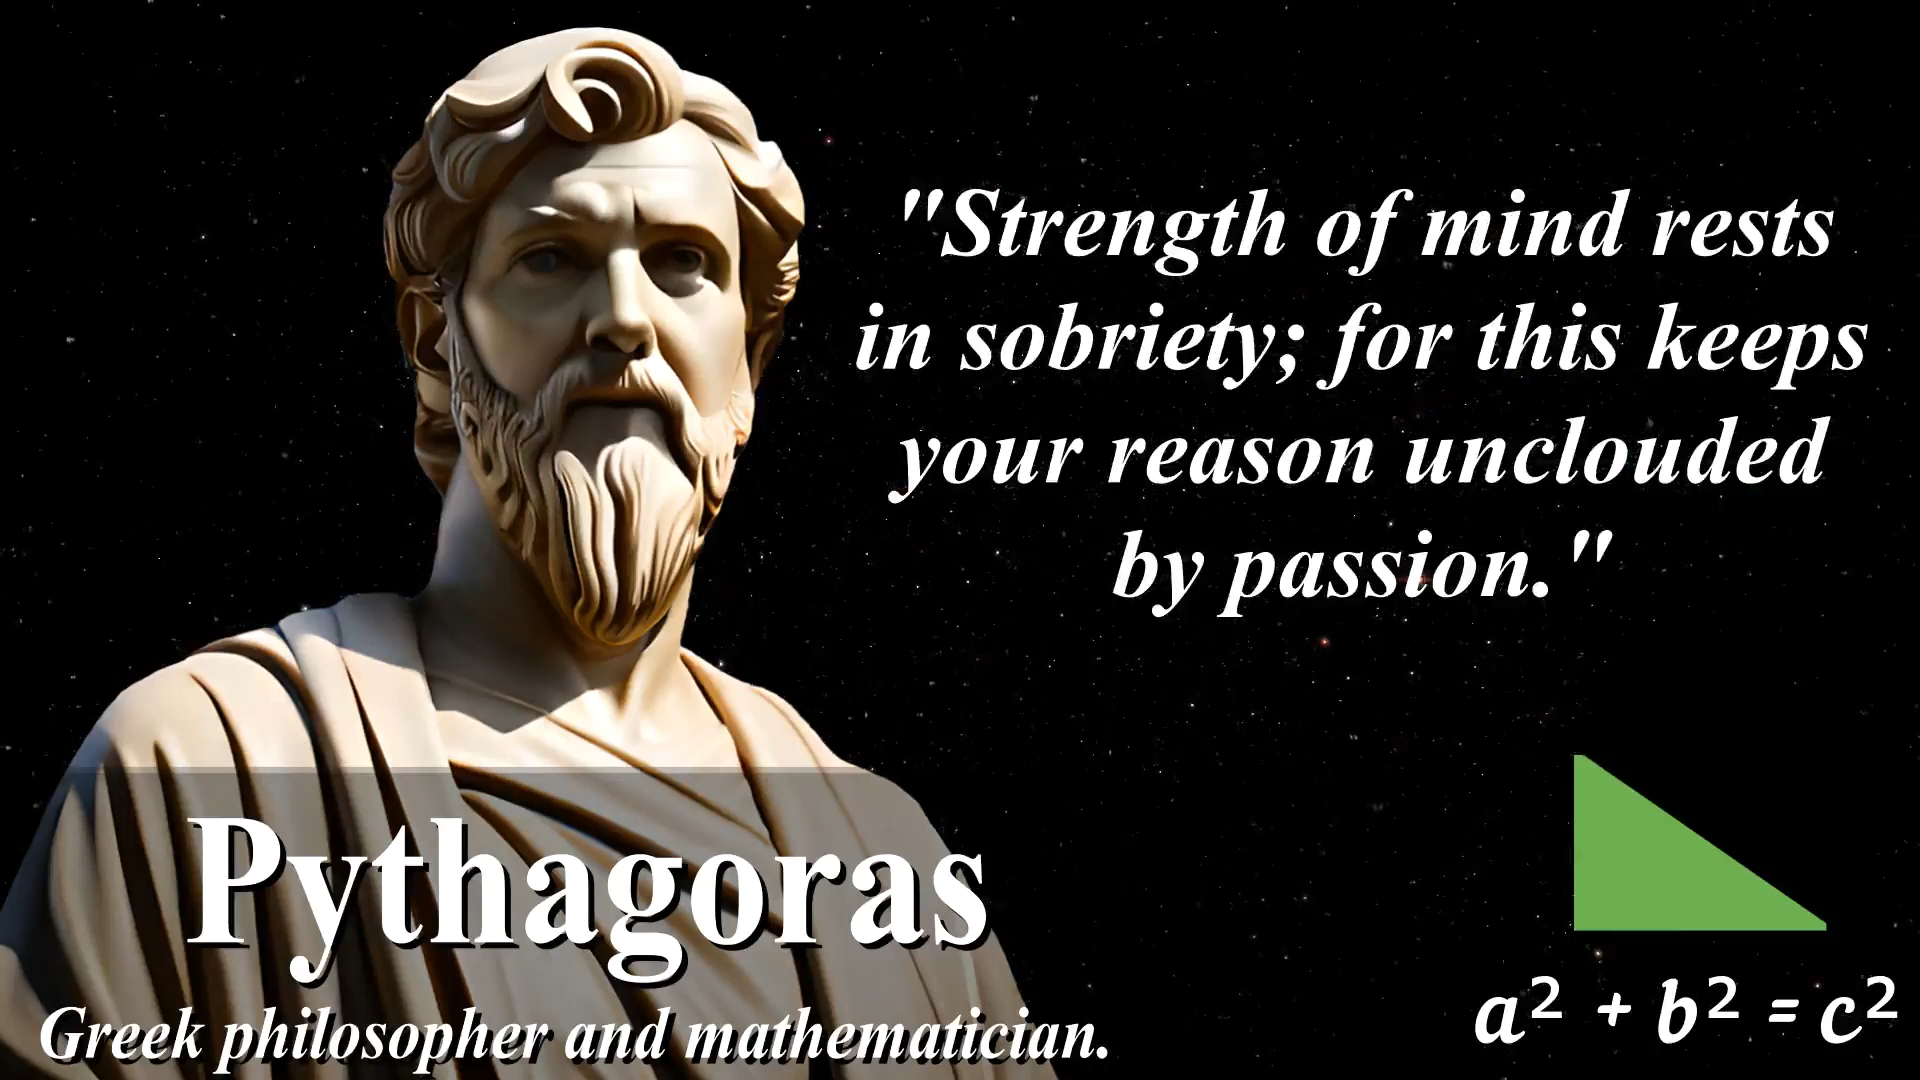 "Strength of mind rests
in sobriety; for this keeps
your reason unclouded
by passion."
Pythagoras
Greek philosopher and mathematician.
a² + b² = c²